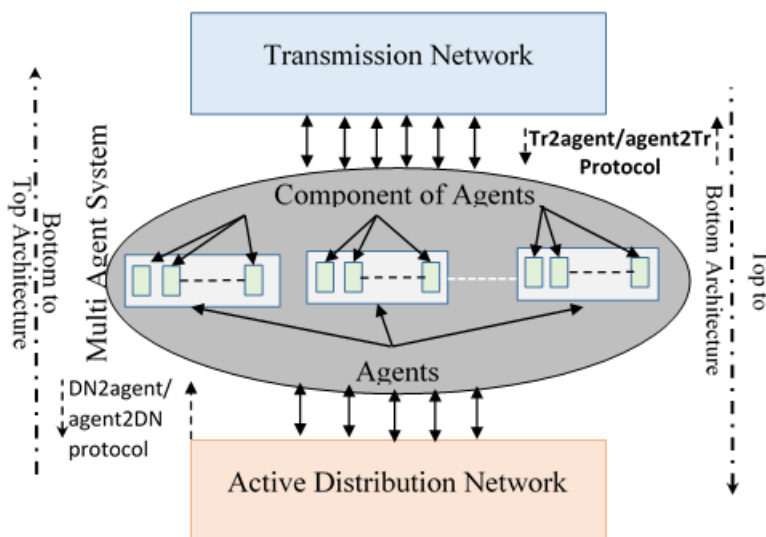 Transmission Network
Tr2agent/agent2Tr
Protocol
Component of Agents
Multi Agent System
Bottom to
Top Architecture
Top to
Bottom Architecture
Agents
DN2agent/
agent2DN
protocol
Active Distribution Network